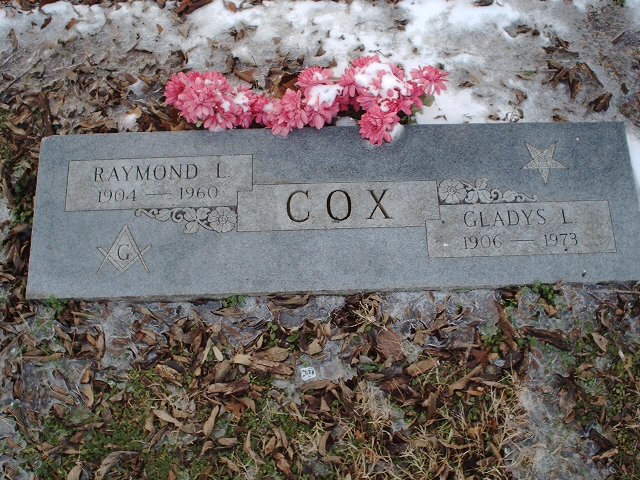 RAYMOND L.
1904 — 1960
COX
GLADYS L.
1906 — 1973
G